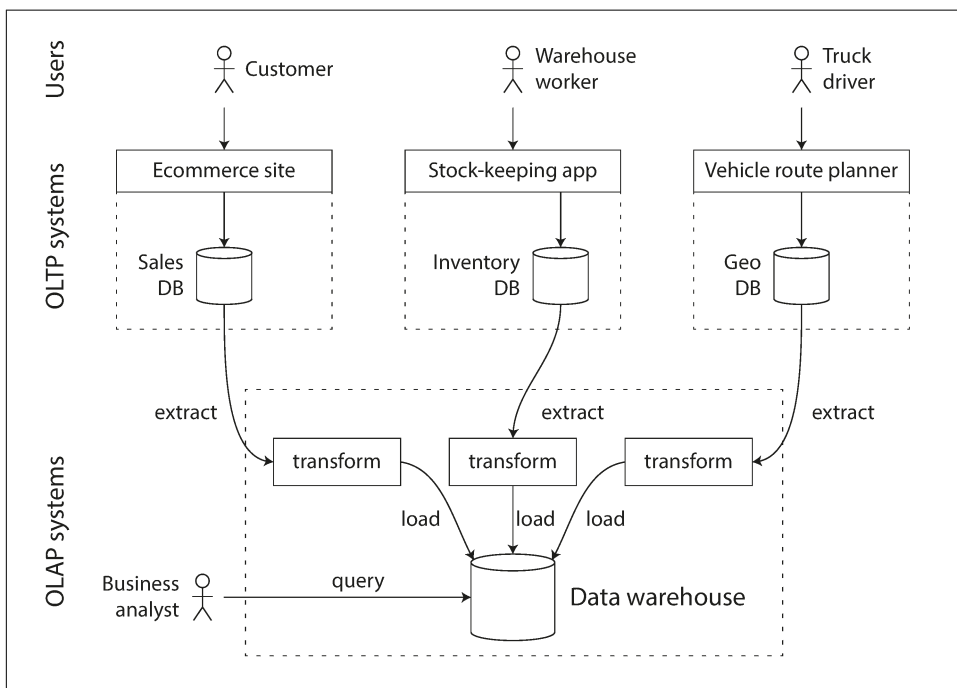 Users
Customer
Warehouse
worker
Truck
driver
OLTP systems
Ecommerce site
Stock-keeping app
Vehicle route planner
Sales
DB
Inventory
DB
Geo
DB
extract
extract
extract
OLAP systems
transform
transform
transform
load
load
load
Business
analyst
query
Data warehouse